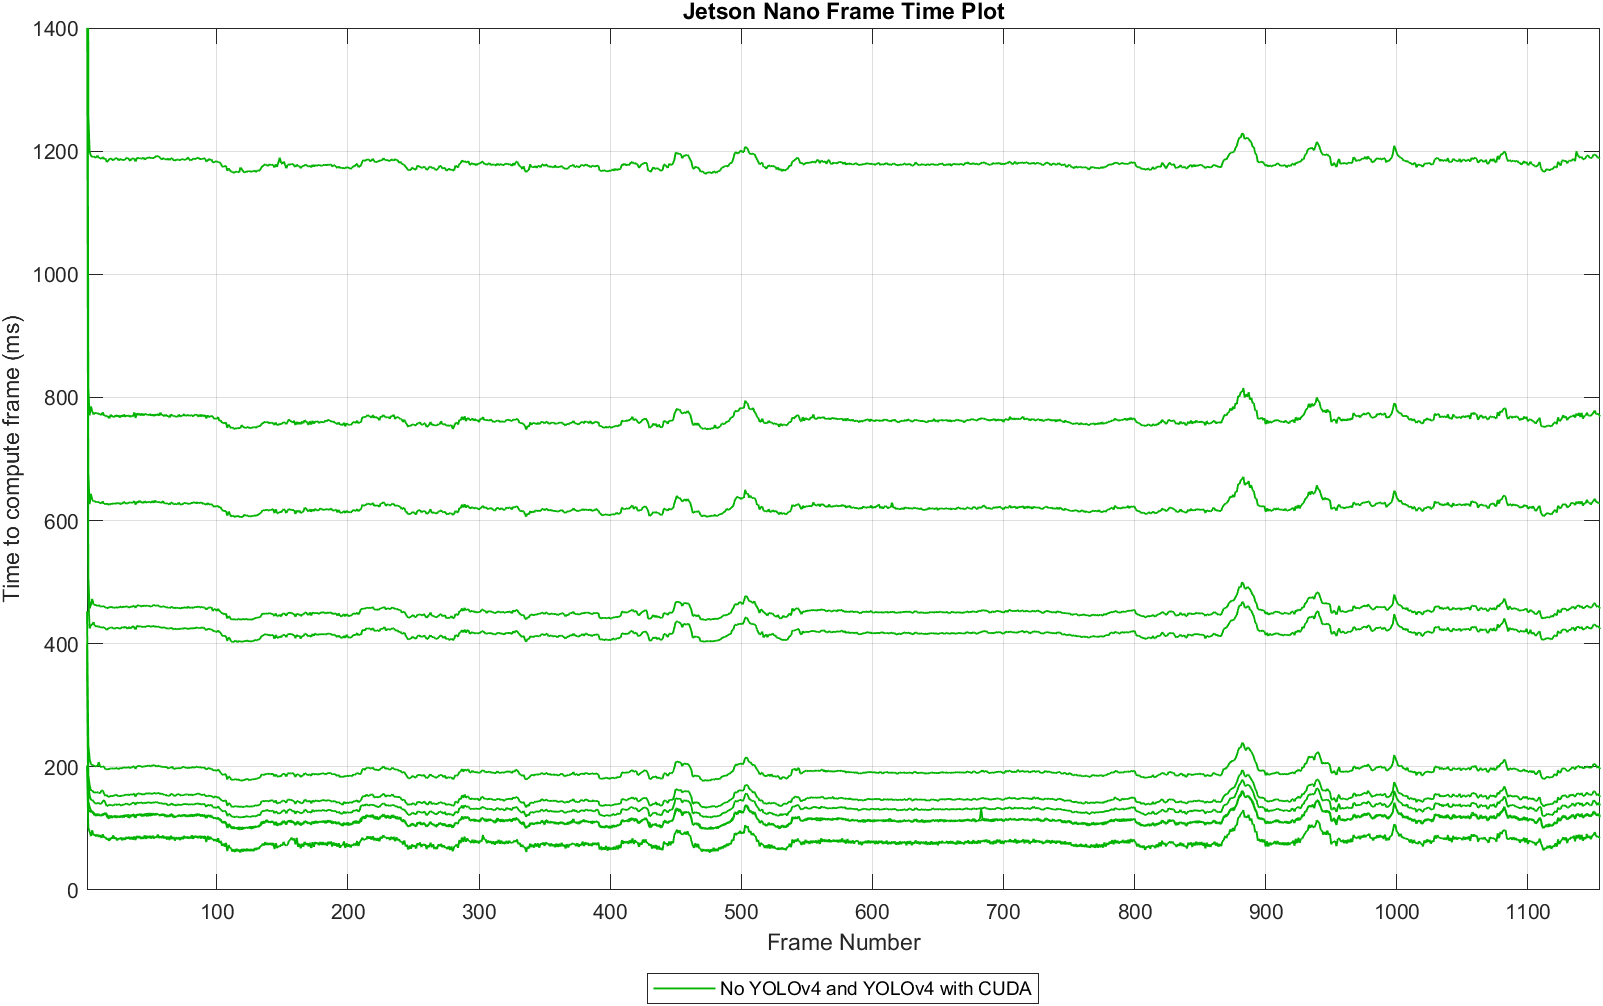 Jetson Nano Frame Time Plot
1400
1200
1000
800
600
400
200
0
Time to compute frame (ms)
100 200 300 400 500 600 700 800 900 1000 1100
Frame Number
No YOLOv4 and YOLOv4 with CUDA